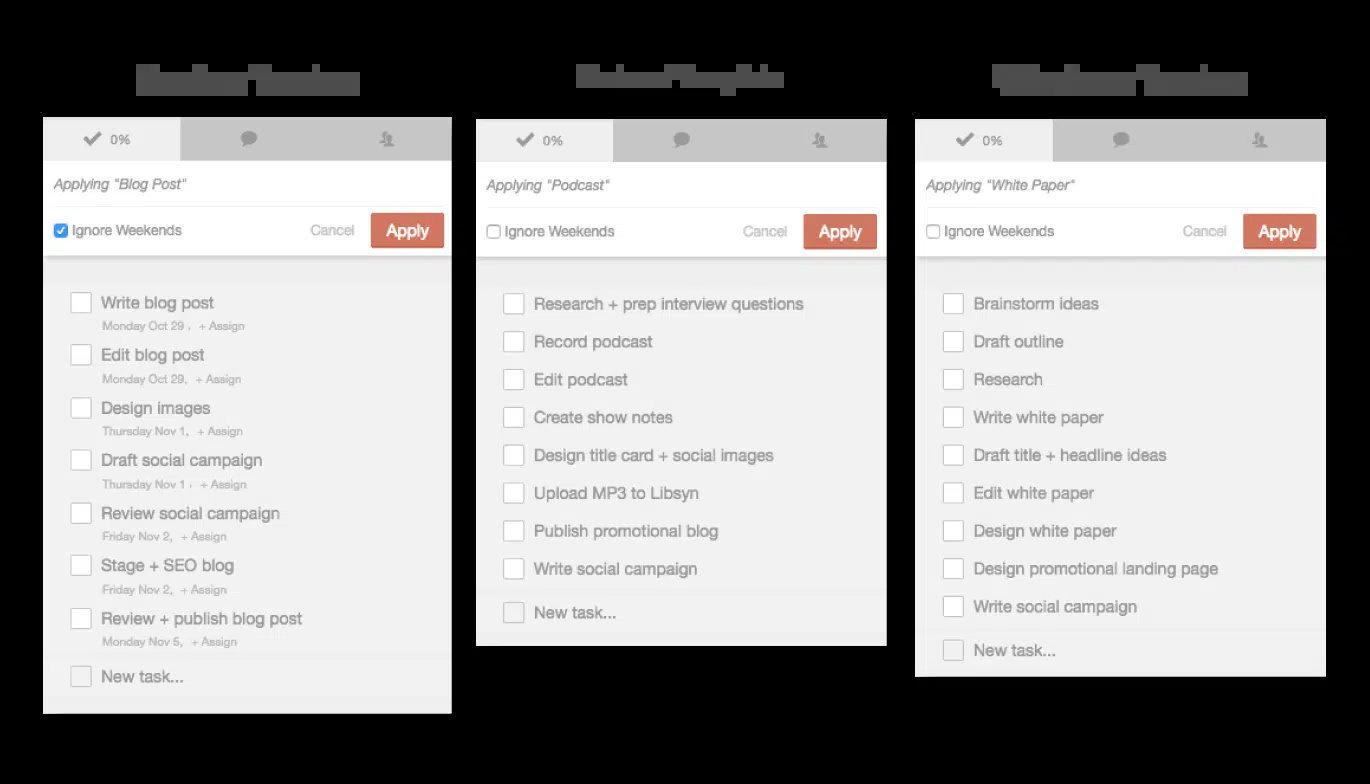 0%
Applying "Blog Post"
Ignore Weekends Cancel Apply
Write blog post
Monday Oct 29 , + Assign
Edit blog post
Monday Oct 29, + Assign
Design images
Thursday Nov 1, + Assign
Draft social campaign
Thursday Nov 1 , + Assign
Review social campaign
Friday Nov 2, + Assign
Stage + SEO blog
Friday Nov 2, + Assign
Review + publish blog post
Monday Nov 5, + Assign
New task...
0%
Applying "Podcast"
Ignore Weekends Cancel Apply
Research + prep interview questions
Record podcast
Edit podcast
Create show notes
Design title card + social images
Upload MP3 to Libsyn
Publish promotional blog
Write social campaign
New task...
0%
Applying "White Paper"
Ignore Weekends Cancel Apply
Brainstorm ideas
Draft outline
Research
Write white paper
Draft title + headline ideas
Edit white paper
Design white paper
Design promotional landing page
Write social campaign
New task...